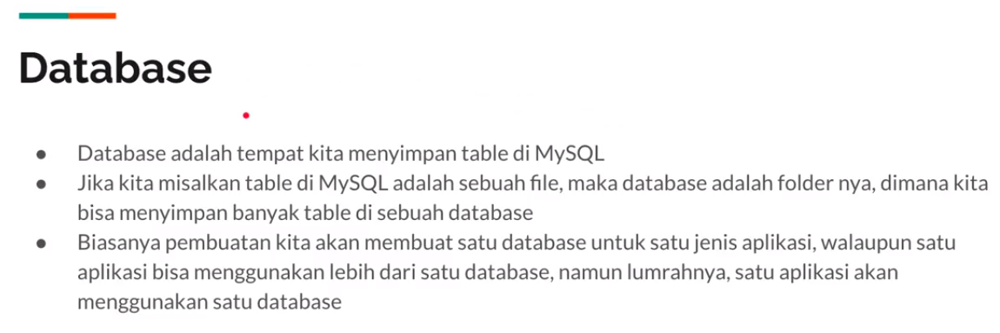 Database
● Database adalah tempat kita menyimpan table di MySQL
● Jika kita misalkan table di MySQL adalah sebuah file, maka database adalah folder nya, dimana kita
bisa menyimpan banyak table di sebuah database
● Biasanya pembuatan kita akan membuat satu database untuk satu jenis aplikasi, walaupun satu
aplikasi bisa menggunakan lebih dari satu database, namun lumrahnya, satu aplikasi akan
menggunakan satu database